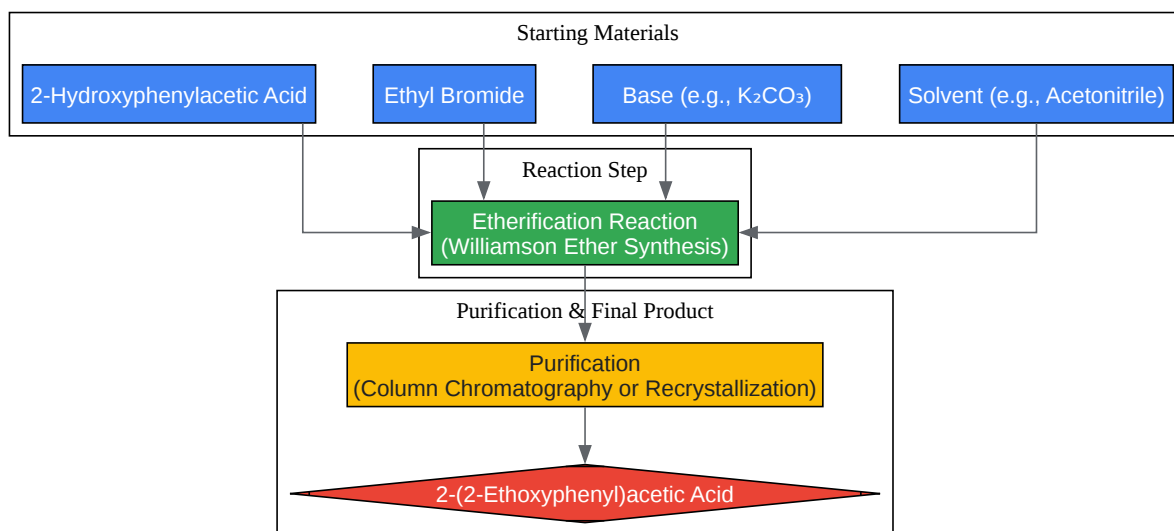 Starting Materials
2-Hydroxyphenylacetic Acid
Ethyl Bromide
Base (e.g., K₂CO₃)
Solvent (e.g., Acetonitrile)
Reaction Step
Etherification Reaction
(Williamson Ether Synthesis)
Purification & Final Product
Purification
(Column Chromatography or Recrystallization)
2-(2-Ethoxyphenyl)acetic Acid